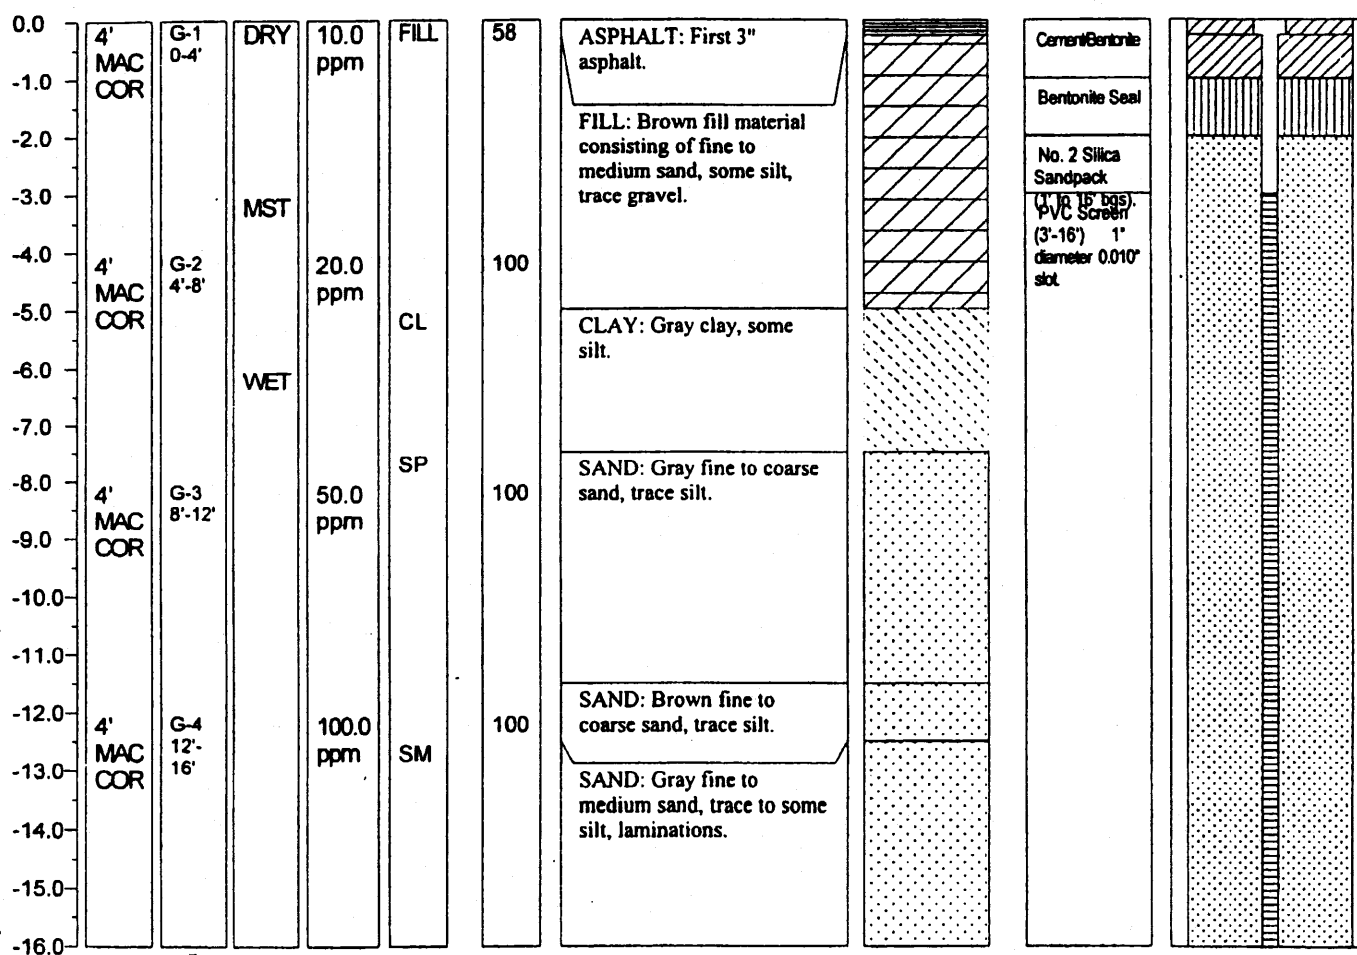 0.0
-1.0
-2.0
-3.0
-4.0
-5.0
-6.0
-7.0
-8.0
-9.0
-10.0
-11.0
-12.0
-13.0
-14.0
-15.0
-16.0
4'
MAC
COR
4'
MAC
COR
4'
MAC
COR
4'
MAC
COR
G-1
0-4'
G-2
4'-8'
G-3
8'-12'
G-4
12'-
16'
DRY
MST
WET
10.0
ppm
20.0
ppm
50.0
ppm
100.0
ppm
FILL
CL
SP
SM
58
100
100
100
ASPHALT: First 3"
asphalt.
FILL: Brown fill material
consisting of fine to
medium sand, some silt,
trace gravel.
CLAY: Gray clay, some
silt.
SAND: Gray fine to coarse
sand, trace silt.
SAND: Brown fine to
coarse sand, trace silt.
SAND: Gray fine to
medium sand, trace to some
silt, laminations.
Cement/Bentonite
Bentonite Seal
No. 2 Silica
Sandpack
(1' to 16' bgs).
PVC Screen
(3'-16') 1"
diameter 0.010"
slot